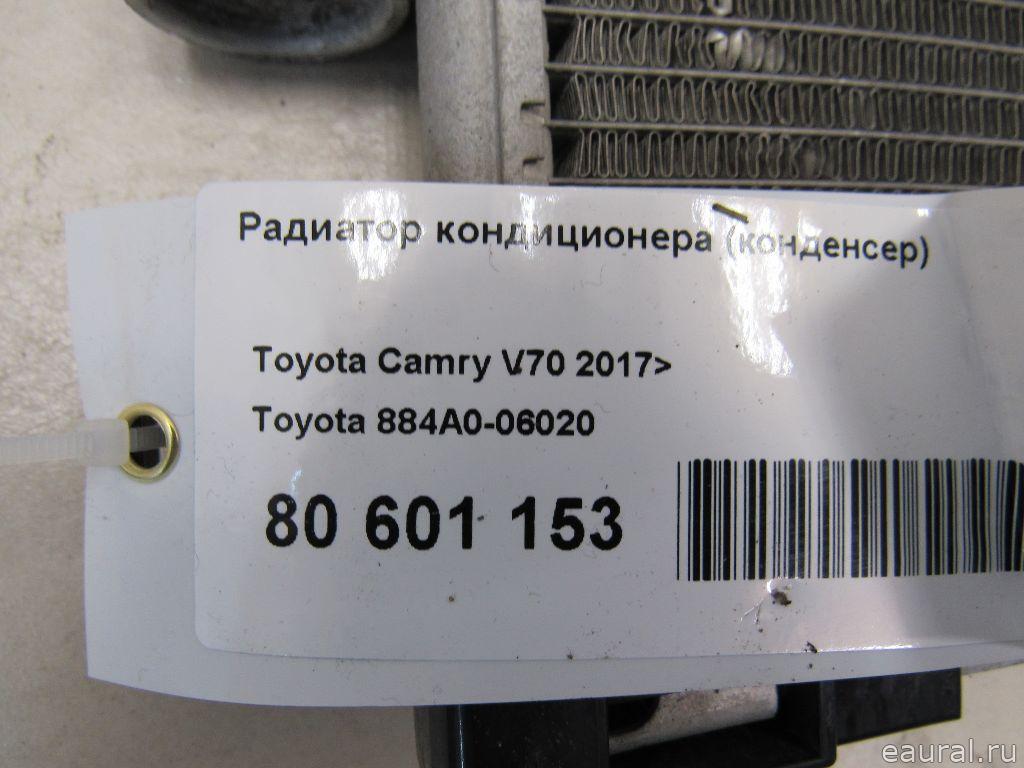 Радиатор кондиционера (конденсер)
Toyota Camry V70 2017>
Toyota 884A0-06020
80 601 153
eaural.ru